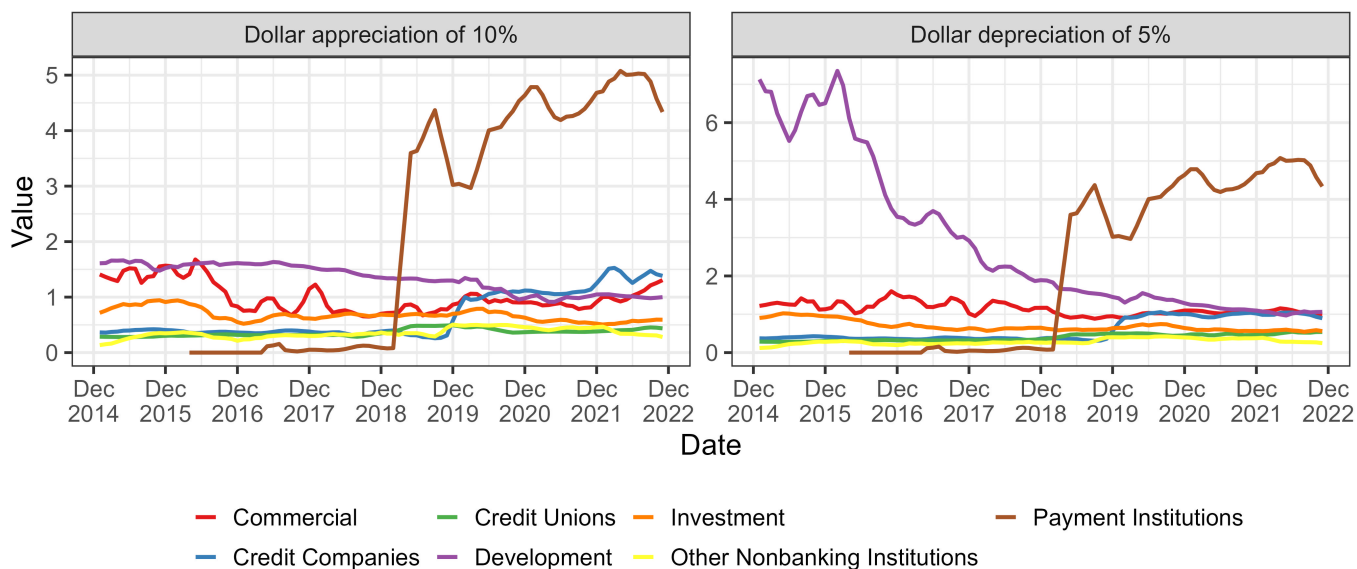 Dollar appreciation of 10%
Dollar depreciation of 5%
Value
5
4
3
2
1
0
6
4
2
0
Dec 2014
Dec 2015
Dec 2016
Dec 2017
Dec 2018
Dec 2019
Dec 2020
Dec 2021
Dec 2022
Dec 2014
Dec 2015
Dec 2016
Dec 2017
Dec 2018
Dec 2019
Dec 2020
Dec 2021
Dec 2022
Date
Commercial
Credit Unions
Investment
Payment Institutions
Credit Companies
Development
Other Nonbanking Institutions